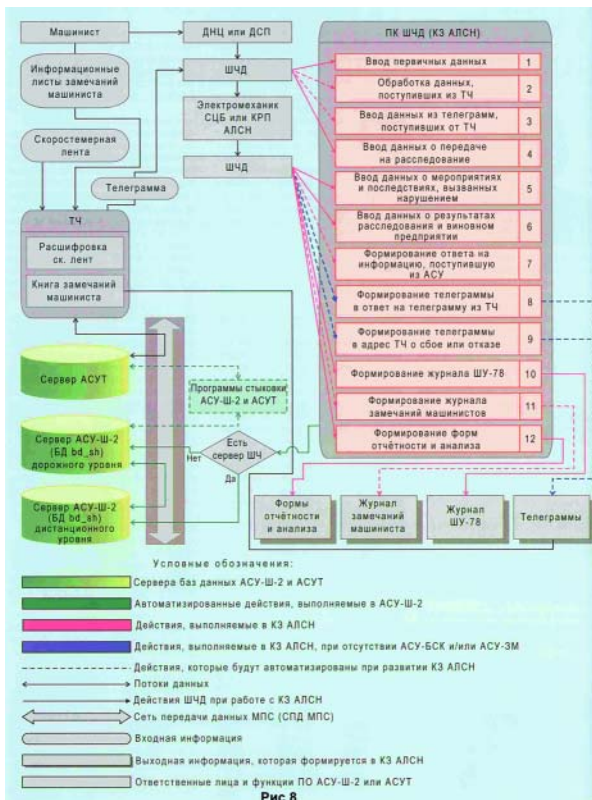 Машинист
ДНЦ или ДСП
ПК ШЧД (КЗ АЛСН)
Информационные
листы замечаний
машиниста
ШЧД
Скоростемерная
лента
Электромеханик
СЦБ или КРП
АЛСН
Телеграмма
ШЧД
ТЧ
Расшифровка
ск. лент
Книга замечаний
машиниста
Ввод первичных данных 1
Обработка данных,
поступивших из ТЧ 2
Ввод данных из телеграмм,
поступивших от ТЧ 3
Ввод данных о передаче
на расследование 4
Ввод данных о мероприятиях
и последствиях, вызванных
нарушением 5
Ввод данных о результатах
расследования и виновном
предприятии 6
Формирование ответа на
информацию, поступившую
из АСУ 7
Формирование телеграммы
в ответ на телеграмму из ТЧ 8
Формирование телеграммы
в адрес ТЧ о сбое или отказе 9
Формирование журнала ШУ-78 10
Формирование журнала
замечаний машинистов 11
Формирование форм
отчётности и анализа 12
Сервер АСУТ
Программы стыковки
АСУ-Ш-2 и АСУТ
Сервер АСУ-Ш-2
(БД bd_sh)
дорожного уровня
Есть
сервер ШЧ
Нет
Да
Сервер АСУ-Ш-2
(БД bd_sh)
дистанционного
уровня
Формы
отчётности
и анализа
Журнал
замечаний
машиниста
Журнал
ШУ-78
Телеграммы
Условные обозначения:
Сервера баз данных АСУ-Ш-2 и АСУТ
Автоматизированные действия, выполняемые в АСУ-Ш-2
Действия, выполняемые в КЗ АЛСН
Действия, выполняемые в КЗ АЛСН, при отсутствии АСУ-БСК и/или АСУ-ЗМ
Действия, которые будут автоматизированы при развитии КЗ АЛСН
Потоки данных
Действия ШЧД при работе с КЗ АЛСН
Сеть передачи данных МПС (СПД МПС)
Входная информация
Выходная информация, которая формируется в КЗ АЛСН
Ответственные лица и функции ПО АСУ-Ш-2 или АСУТ
Рис 8